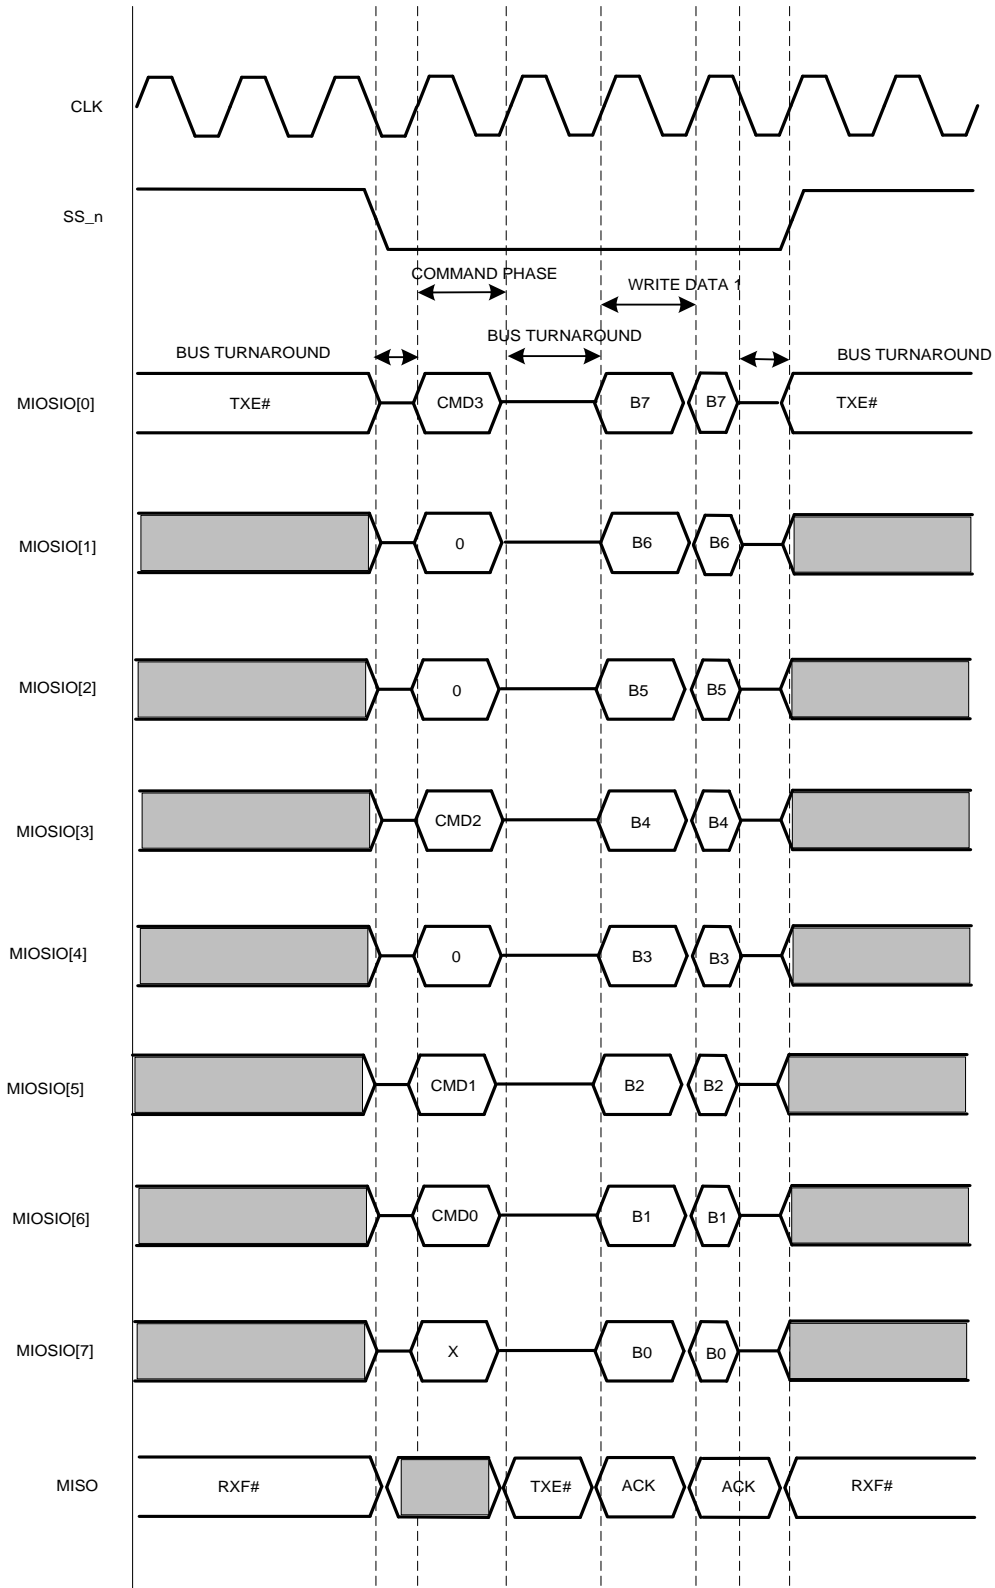 CLK
SS_n
COMMAND PHASE
WRITE DATA 1
BUS TURNAROUND
BUS TURNAROUND
BUS TURNAROUND
MIOSIO[0] TXE# CMD3 B7 B7 TXE#
MIOSIO[1] 0 B6 B6
MIOSIO[2] 0 B5 B5
MIOSIO[3] CMD2 B4 B4
MIOSIO[4] 0 B3 B3
MIOSIO[5] CMD1 B2 B2
MIOSIO[6] CMD0 B1 B1
MIOSIO[7] X B0 B0
MISO RXF# TXE# ACK ACK RXF#